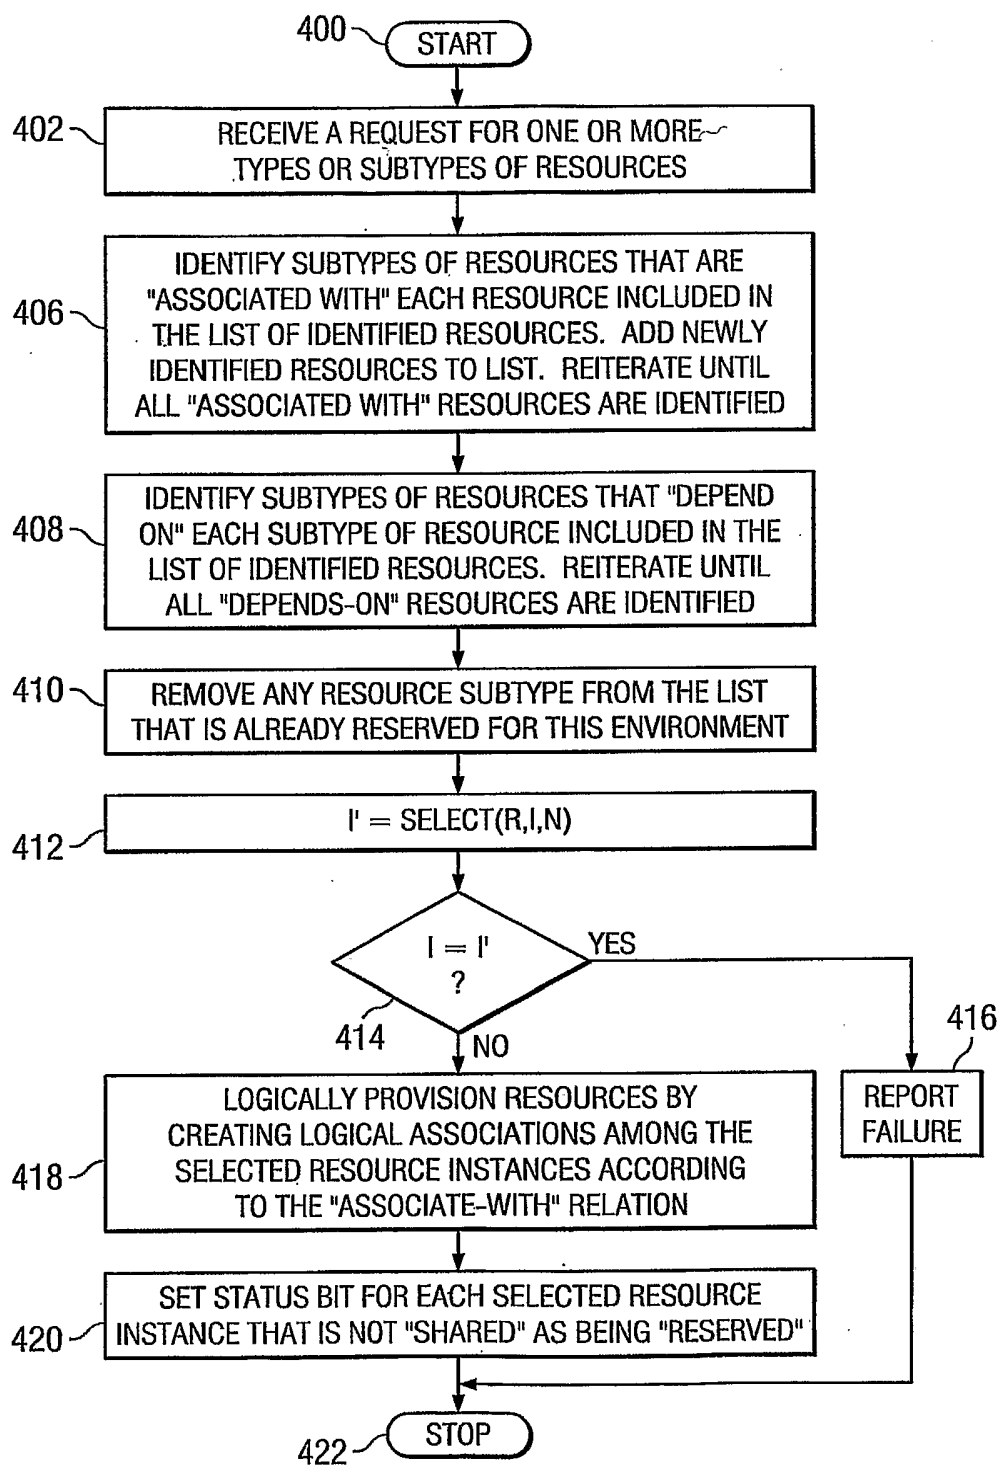 400
START
402
RECEIVE A REQUEST FOR ONE OR MORE
TYPES OR SUBTYPES OF RESOURCES
406
IDENTIFY SUBTYPES OF RESOURCES THAT ARE
"ASSOCIATED WITH" EACH RESOURCE INCLUDED IN
THE LIST OF IDENTIFIED RESOURCES. ADD NEWLY
IDENTIFIED RESOURCES TO LIST. REITERATE UNTIL
ALL "ASSOCIATED WITH" RESOURCES ARE IDENTIFIED
408
IDENTIFY SUBTYPES OF RESOURCES THAT "DEPEND
ON" EACH SUBTYPE OF RESOURCE INCLUDED IN THE
LIST OF IDENTIFIED RESOURCES. REITERATE UNTIL
ALL "DEPENDS-ON" RESOURCES ARE IDENTIFIED
410
REMOVE ANY RESOURCE SUBTYPE FROM THE LIST
THAT IS ALREADY RESERVED FOR THIS ENVIRONMENT
412
I' = SELECT(R,I,N)
I = I'
?
YES
414
NO
416
REPORT
FAILURE
418
LOGICALLY PROVISION RESOURCES BY
CREATING LOGICAL ASSOCIATIONS AMONG THE
SELECTED RESOURCE INSTANCES ACCORDING
TO THE "ASSOCIATE-WITH" RELATION
420
SET STATUS BIT FOR EACH SELECTED RESOURCE
INSTANCE THAT IS NOT "SHARED" AS BEING "RESERVED"
422
STOP